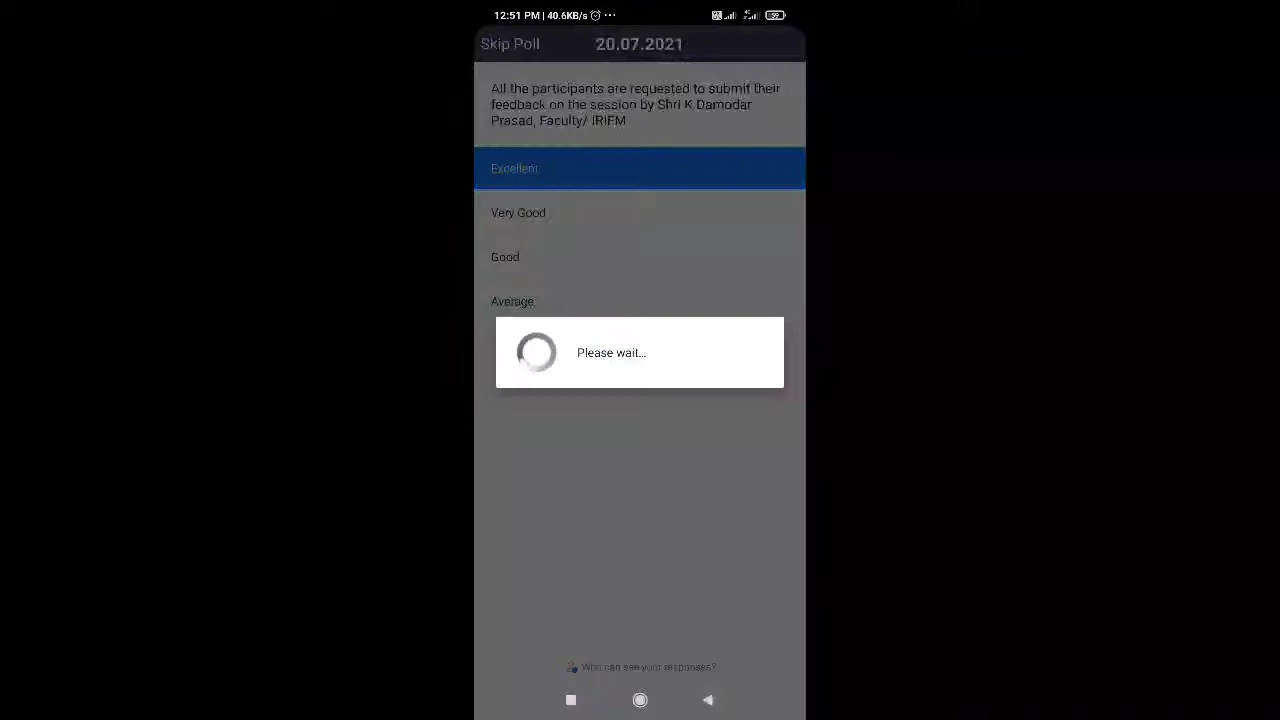 12:51 PM | 40.6KB/s ...
59
Skip Poll
20.07.2021
All the participants are requested to submit their
feedback on the session by Shri K Damodar
Prasad, Faculty/ IRIFM
Excellent
Very Good
Good
Average
Please wait...
Who can see your responses?